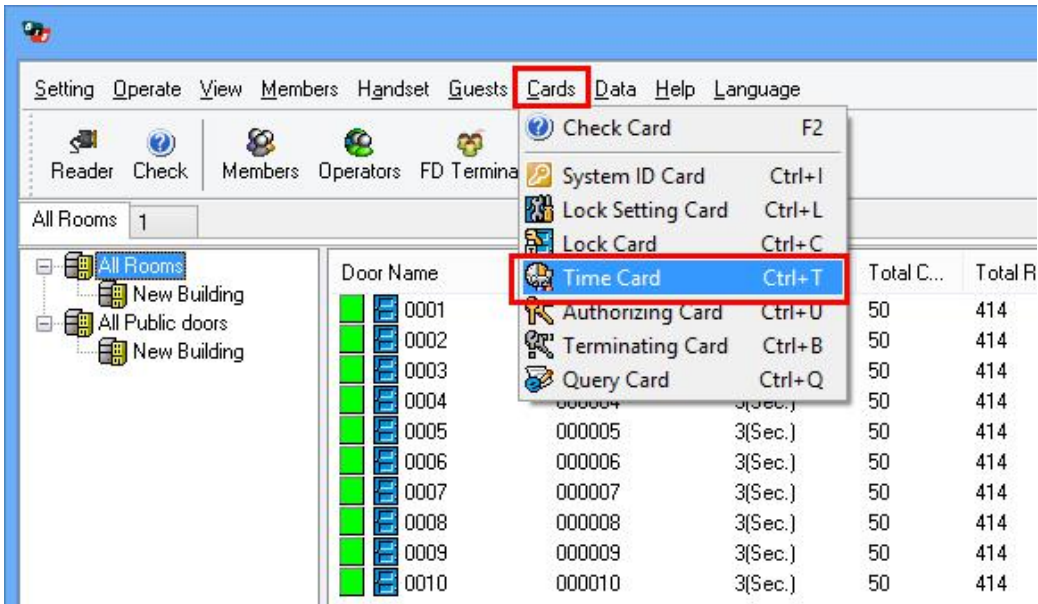 Setting Operate View Members Handset Guests Cards Data Help Language
Reader Check Members Operators FD Termina
Check Card F2
System ID Card Ctrl+I
Lock Setting Card Ctrl+L
Lock Card Ctrl+C
Time Card Ctrl+T
Authorizing Card Ctrl+U
Terminating Card Ctrl+B
Query Card Ctrl+Q
All Rooms 1
All Rooms
New Building
All Public doors
New Building
Door Name Total C... Total R
0001 50 414
0002 50 414
0003 50 414
0004 000004 3(Sec.) 50 414
0005 000005 3(Sec.) 50 414
0006 000006 3(Sec.) 50 414
0007 000007 3(Sec.) 50 414
0008 000008 3(Sec.) 50 414
0009 000009 3(Sec.) 50 414
0010 000010 3(Sec.) 50 414